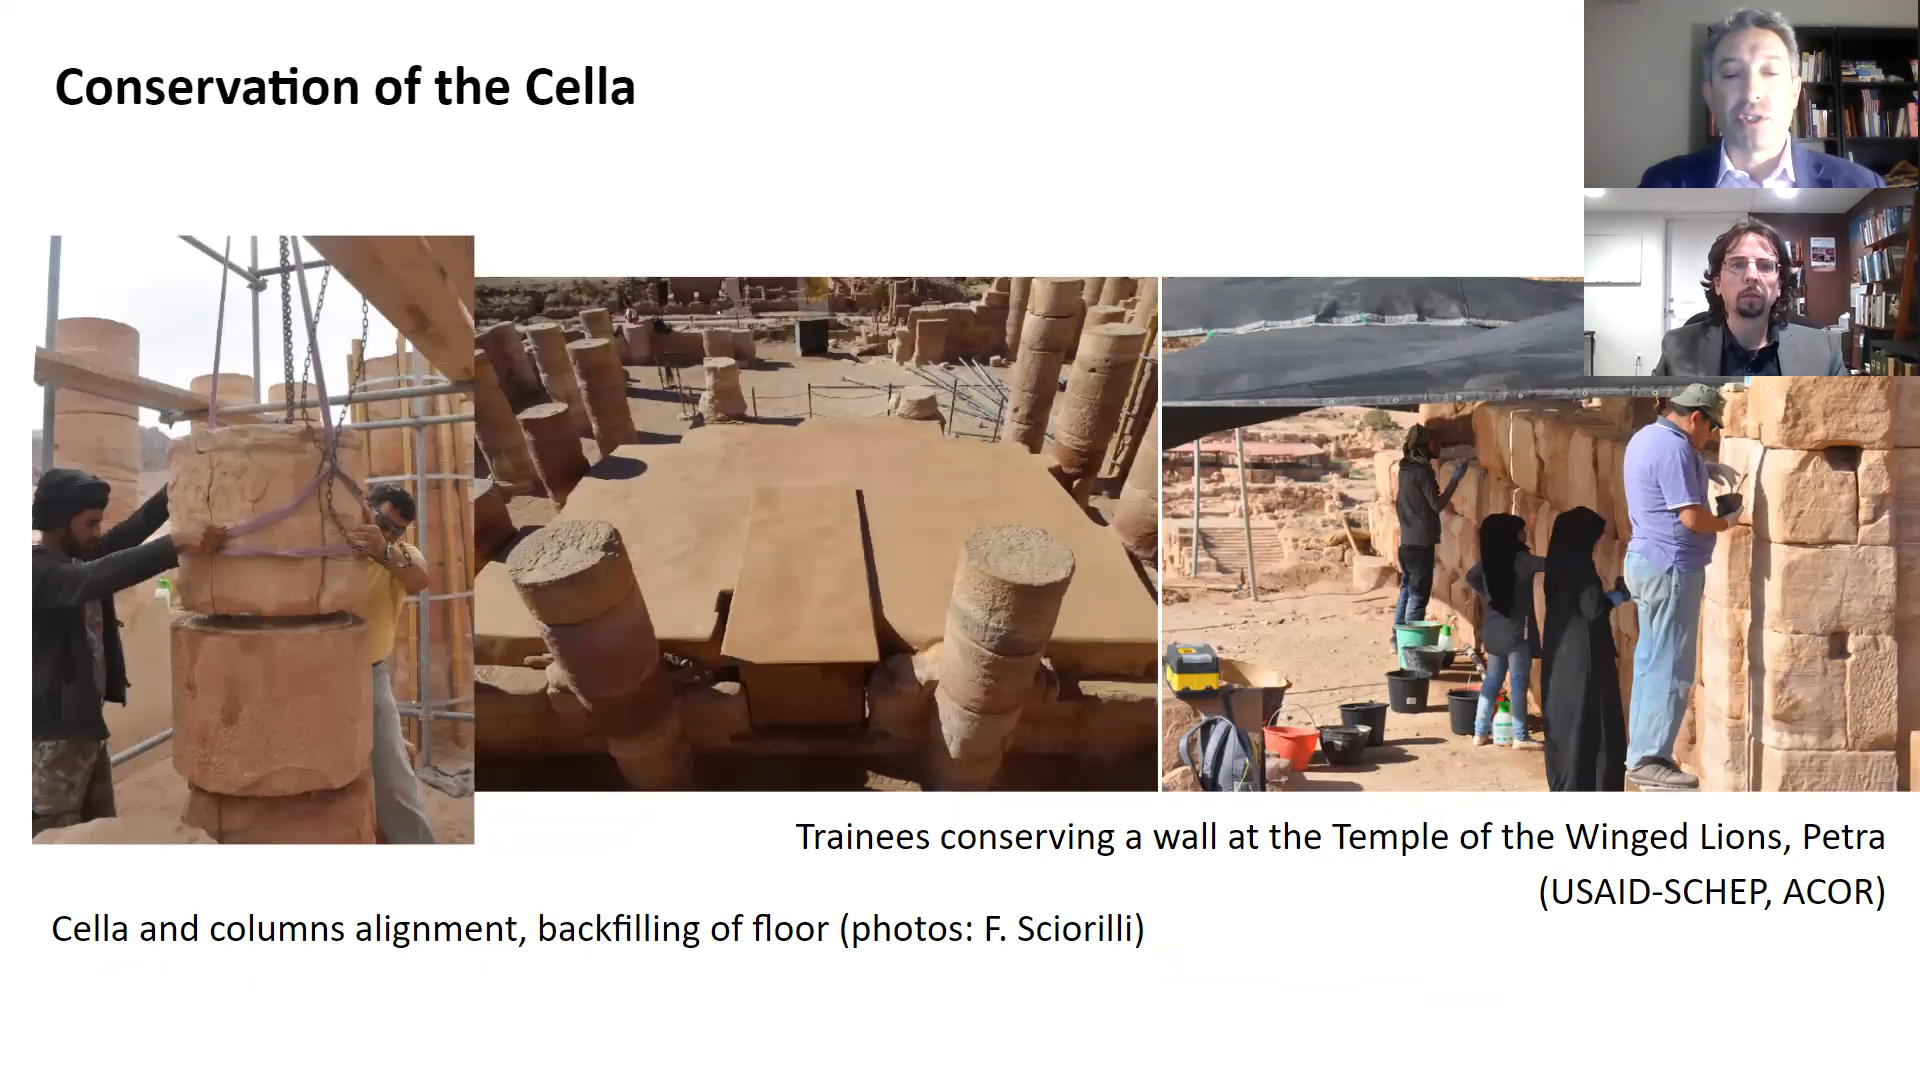 Conservation of the Cella
Trainees conserving a wall at the Temple of the Winged Lions, Petra
(USAID-SCHEP, ACOR)
Cella and columns alignment, backfilling of floor (photos: F. Sciorilli)